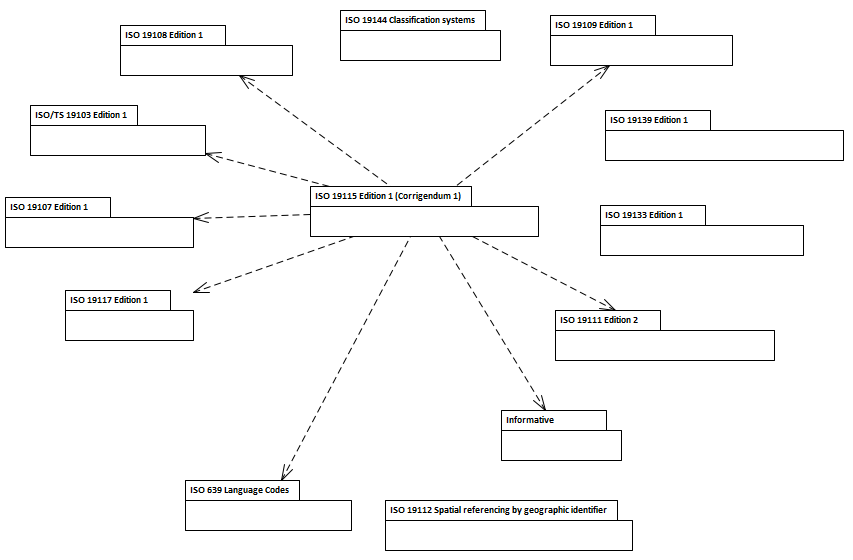 ISO 19144 Classification systems
ISO 19108 Edition 1
ISO 19109 Edition 1
ISO/TS 19103 Edition 1
ISO 19139 Edition 1
ISO 19115 Edition 1 (Corrigendum 1)
ISO 19107 Edition 1
ISO 19133 Edition 1
ISO 19117 Edition 1
ISO 19111 Edition 2
Informative
ISO 639 Language Codes
ISO 19112 Spatial referencing by geographic identifier